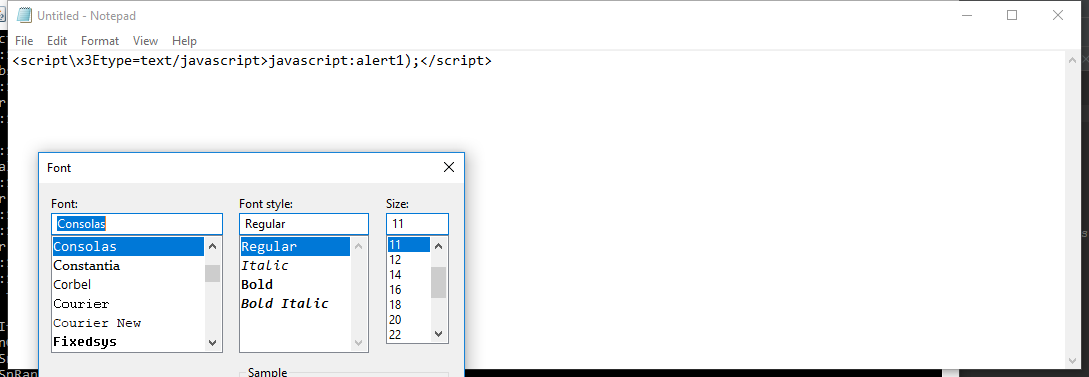 Untitled - Notepad
File Edit Format View Help
<script\x3Etype=text/javascript>javascript:alert1);</script>
Font
Font: Font style: Size:
Consolas Regular 11
Consolas Regular 11
Constantia Italic 12
Corbel Bold 14
Courier Bold Italic 16
Courier New 18
Fixedsys 20
22
Sample